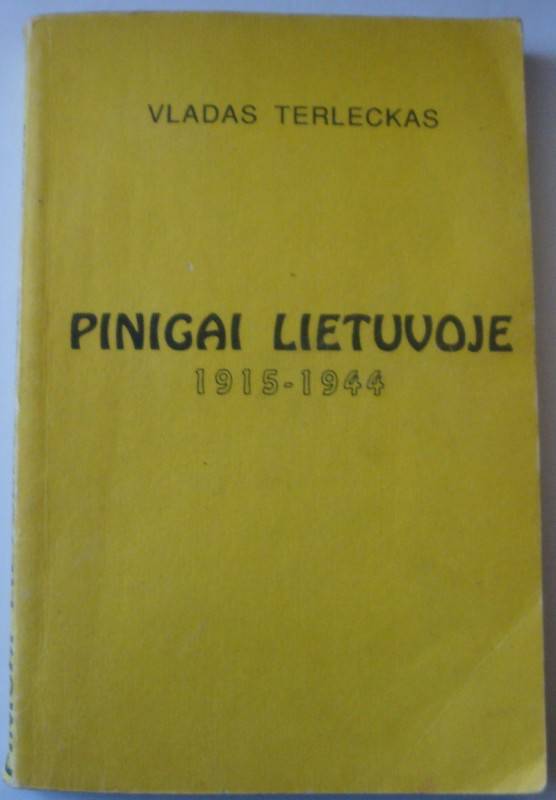 VLADAS TERLECKAS
PINIGAI LIETUVOJE
1915-1944